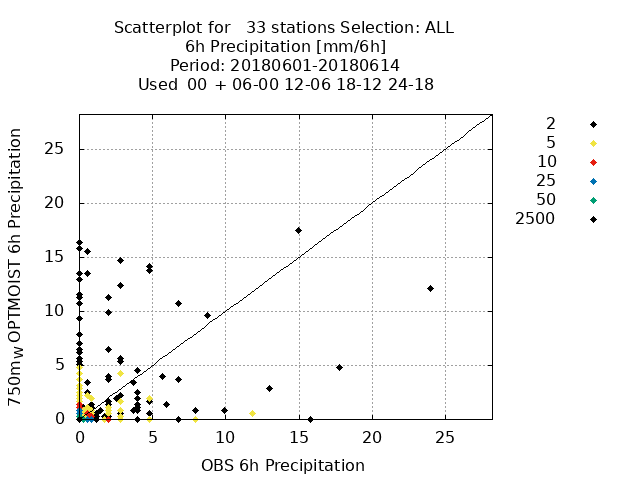 Scatterplot for   33 stations Selection: ALL
6h Precipitation [mm/6h]
Period: 20180601-20180614
Used  00 + 06-00 12-06 18-12 24-18
2
5
10
25
50
2500
750mW OPTMOIST 6h Precipitation
25
20
15
10
5
0
0 5 10 15 20 25
OBS 6h Precipitation